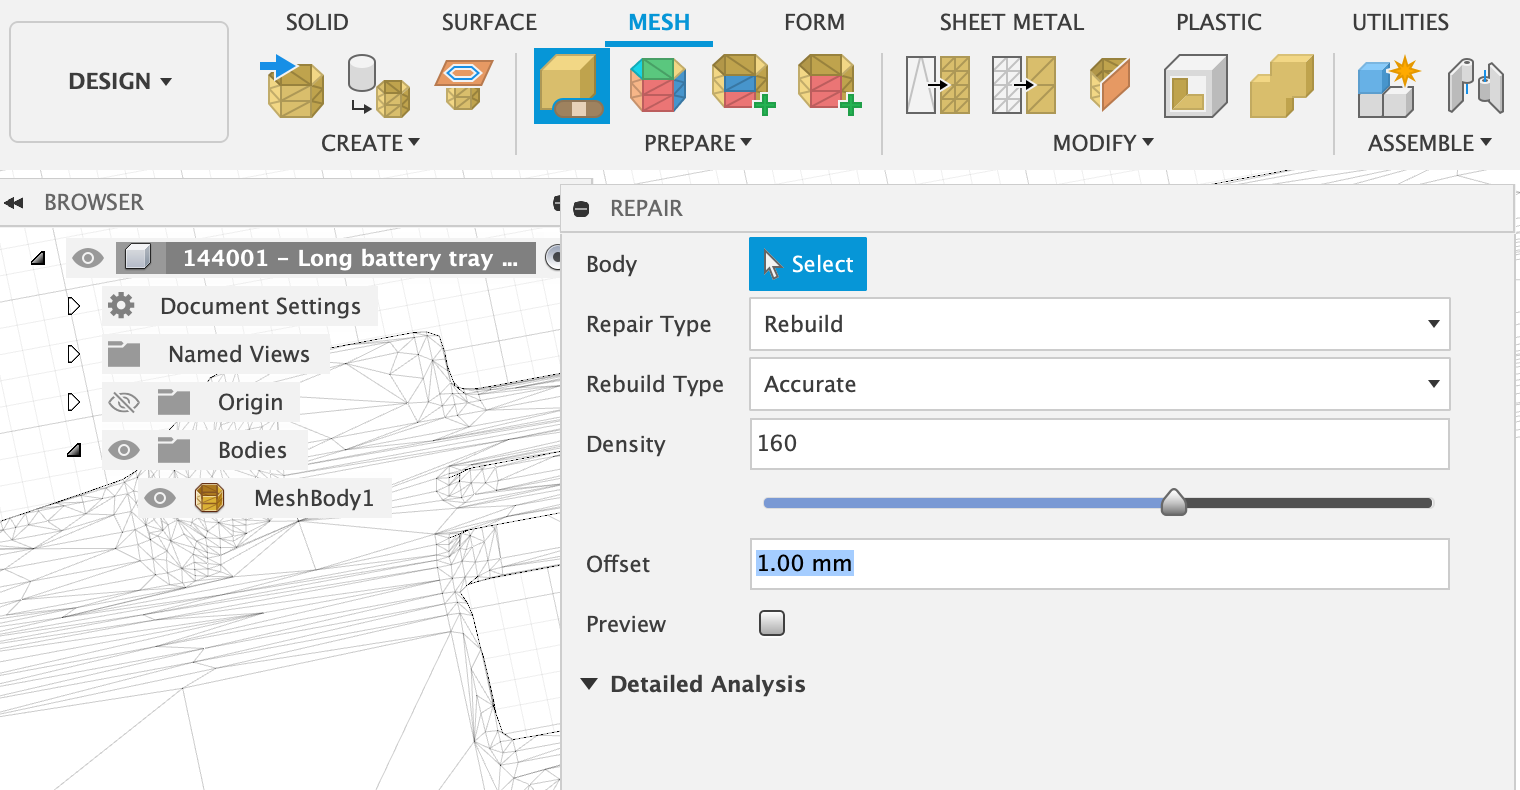 SOLID SURFACE MESH FORM SHEET METAL PLASTIC UTILITIES
DESIGN
CREATE PREPARE MODIFY ASSEMBLE
BROWSER
144001 – Long battery tray ...
Document Settings
Named Views
Origin
Bodies
MeshBody1
REPAIR
Body Select
Repair Type Rebuild
Rebuild Type Accurate
Density 160
Offset 1.00 mm
Preview
Detailed Analysis